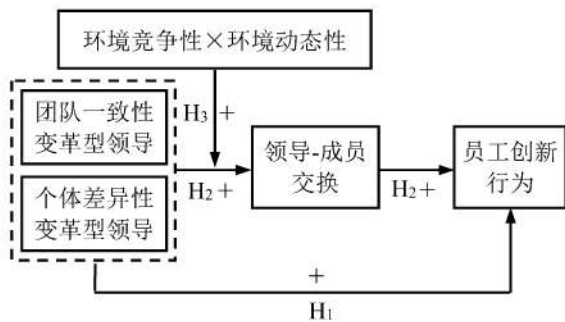 环境竞争性×环境动态性
团队一致性
变革型领导
H3 +
个体差异性
变革型领导
H2 +
领导-成员
交换
H2 +
员工创新
行为
+
H1